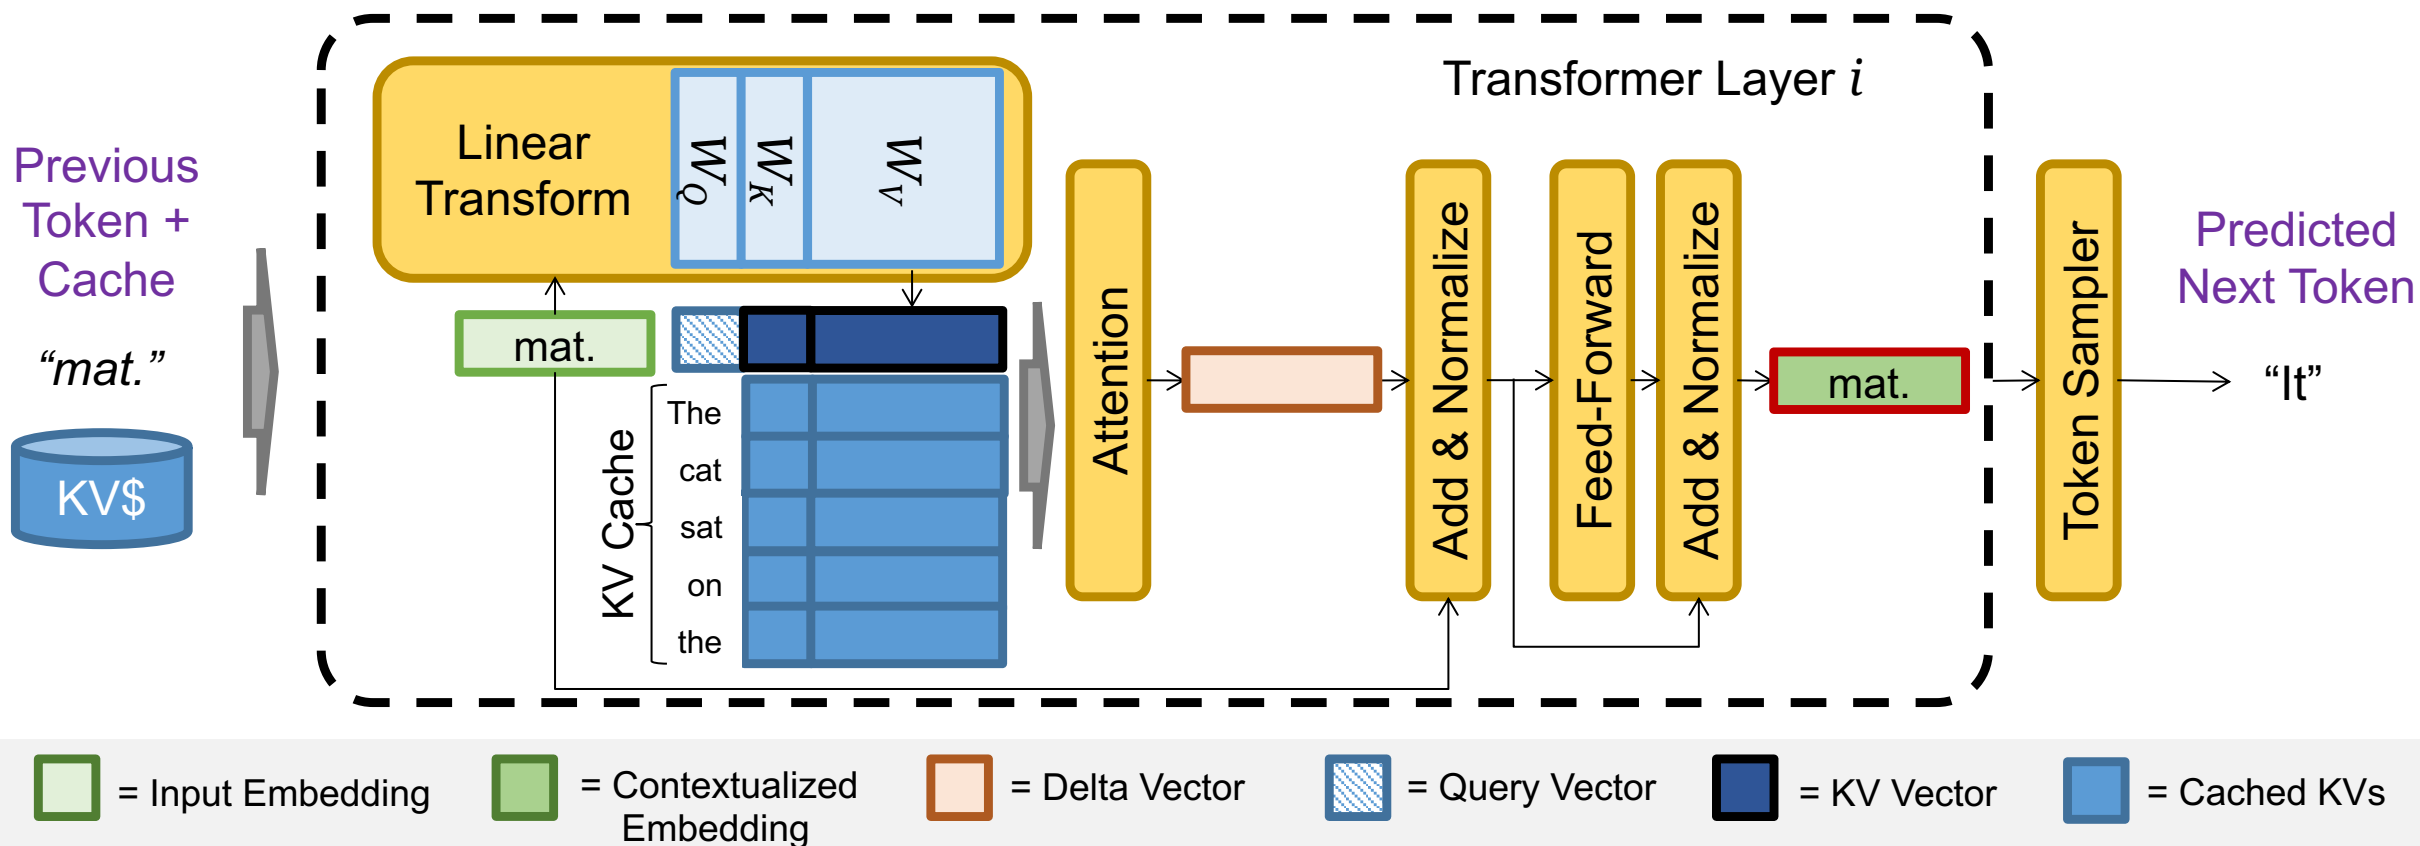 Previous
Token +
Cache
“mat.”
KV$
Transformer Layer i
Linear
Transform
W_Q
W_K
W_V
mat.
KV Cache
The
cat
sat
on
the
Attention
Add & Normalize
Feed-Forward
Add & Normalize
mat.
Token Sampler
Predicted
Next Token
“It”
= Input Embedding
= Contextualized
Embedding
= Delta Vector
= Query Vector
= KV Vector
= Cached KVs